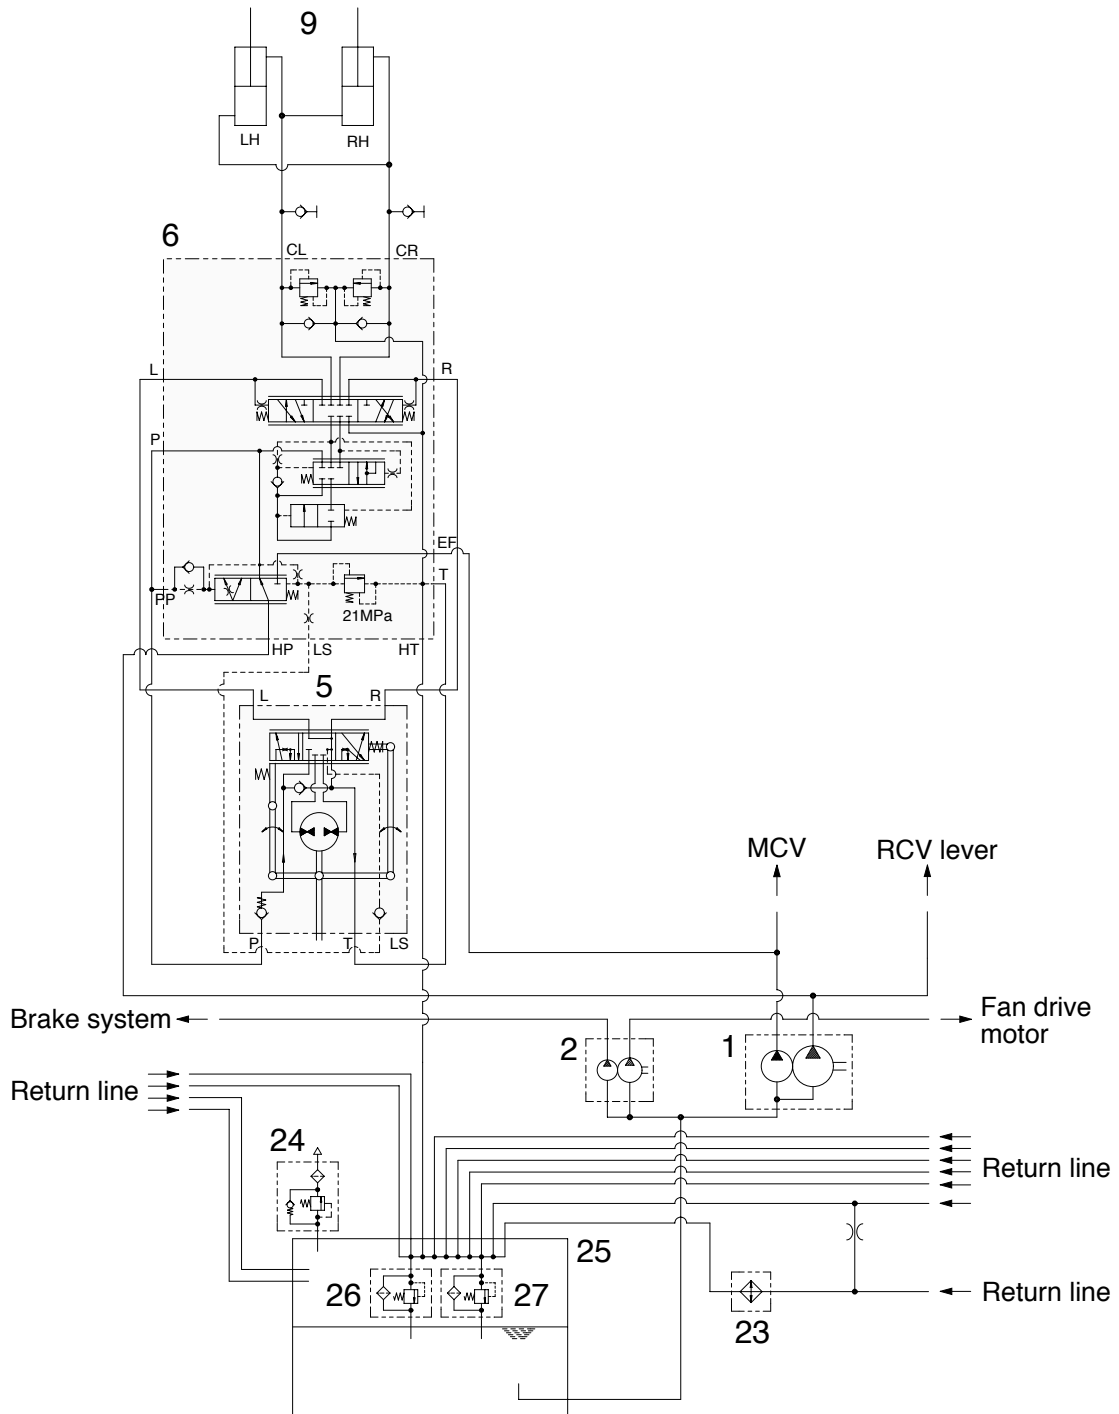 9
LH
RH
6
CL
CR
L
R
P
EF
T
PP
21MPa
HP
LS
HT
5
L
R
MCV
RCV lever
P
T
LS
Brake system
Fan drive
motor
2
1
Return line
24
Return line
25
26
27
23
Return line